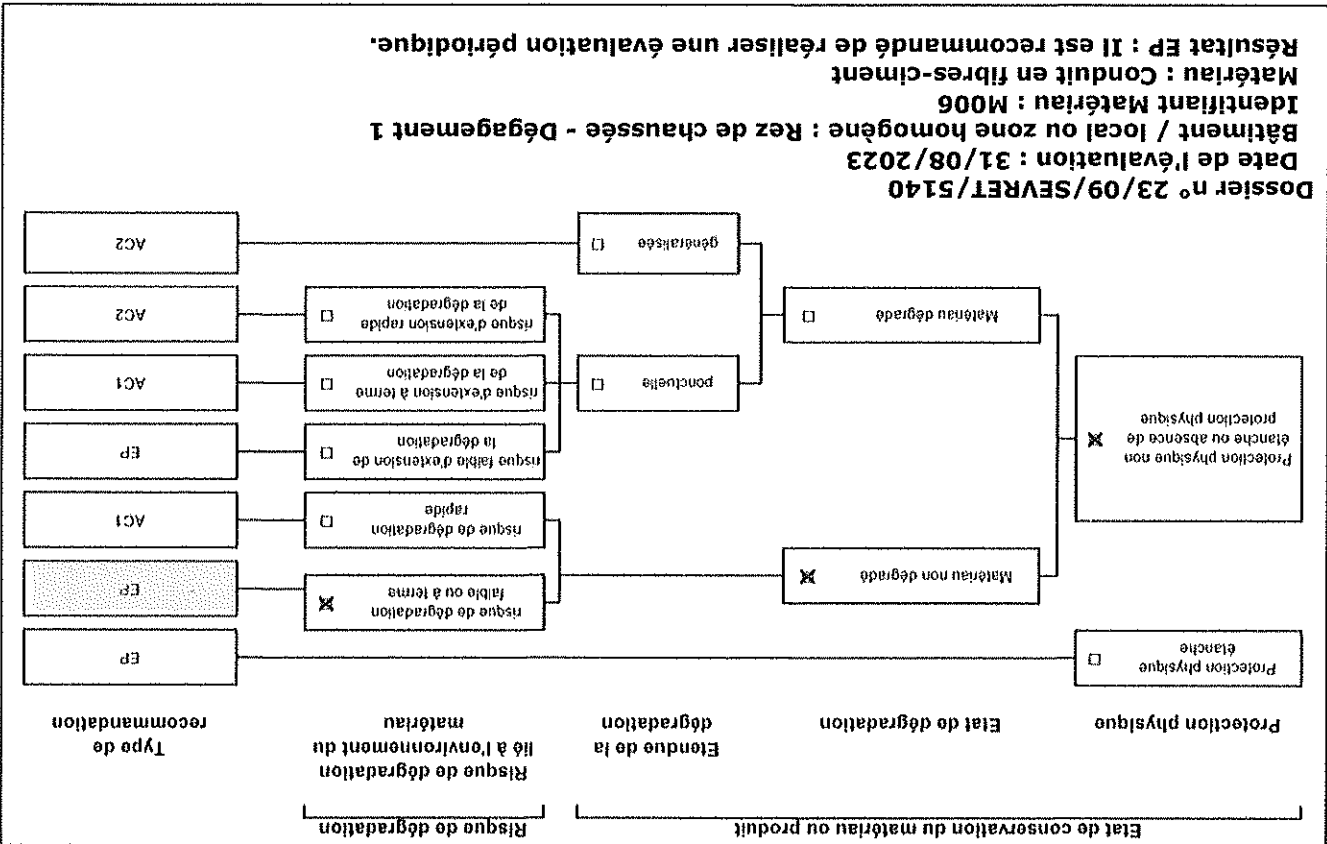 Etat de conservation du matériau ou produit
Risque de dégradation
Protection physique
Etat de dégradation
Etendue de la
dégradation
Risque de dégradation
lié à l'environnement du
matériau
Type de
recommandation
Protection physique
étanche
EP
Protection physique non
étanche ou absence de
protection physique
Matériau non dégradé
risque de dégradation
faible ou à terme
EP
risque de dégradation
rapide
AC1
Matériau dégradé
ponctuelle
risque faible d'extension de
la dégradation
EP
risque d'extension à terme
de la dégradation
AC1
risque d'extension rapide
de la dégradation
AC2
généralisée
AC2
Dossier n° 23/09/SEVRET/5140
Date de l'évaluation : 31/08/2023
Bâtiment / local ou zone homogène : Rez de chaussée - Dégagement 1
Identifiant Matériau : M006
Matériau : Conduit en fibres-ciment
Résultat EP : Il est recommandé de réaliser une évaluation périodique.